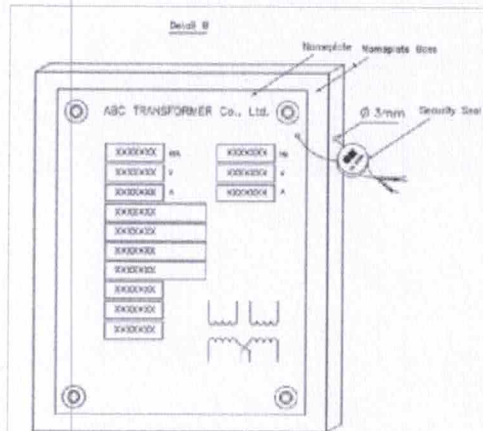 Detail B
Nameplate
Nameplate Base
ABC TRANSFORMER Co., Ltd.
Ø 3mm
Security Seal
XXXXXXX
XXXXXXX
XXXXXXX V
XXXXXXX V
XXXXXXX A
XXXXXXX A
XXXXXXX
XXXXXXX
XXXXXXX
XXXXXXX
XXXXXXX
XXXXXXX
XXXXXXX